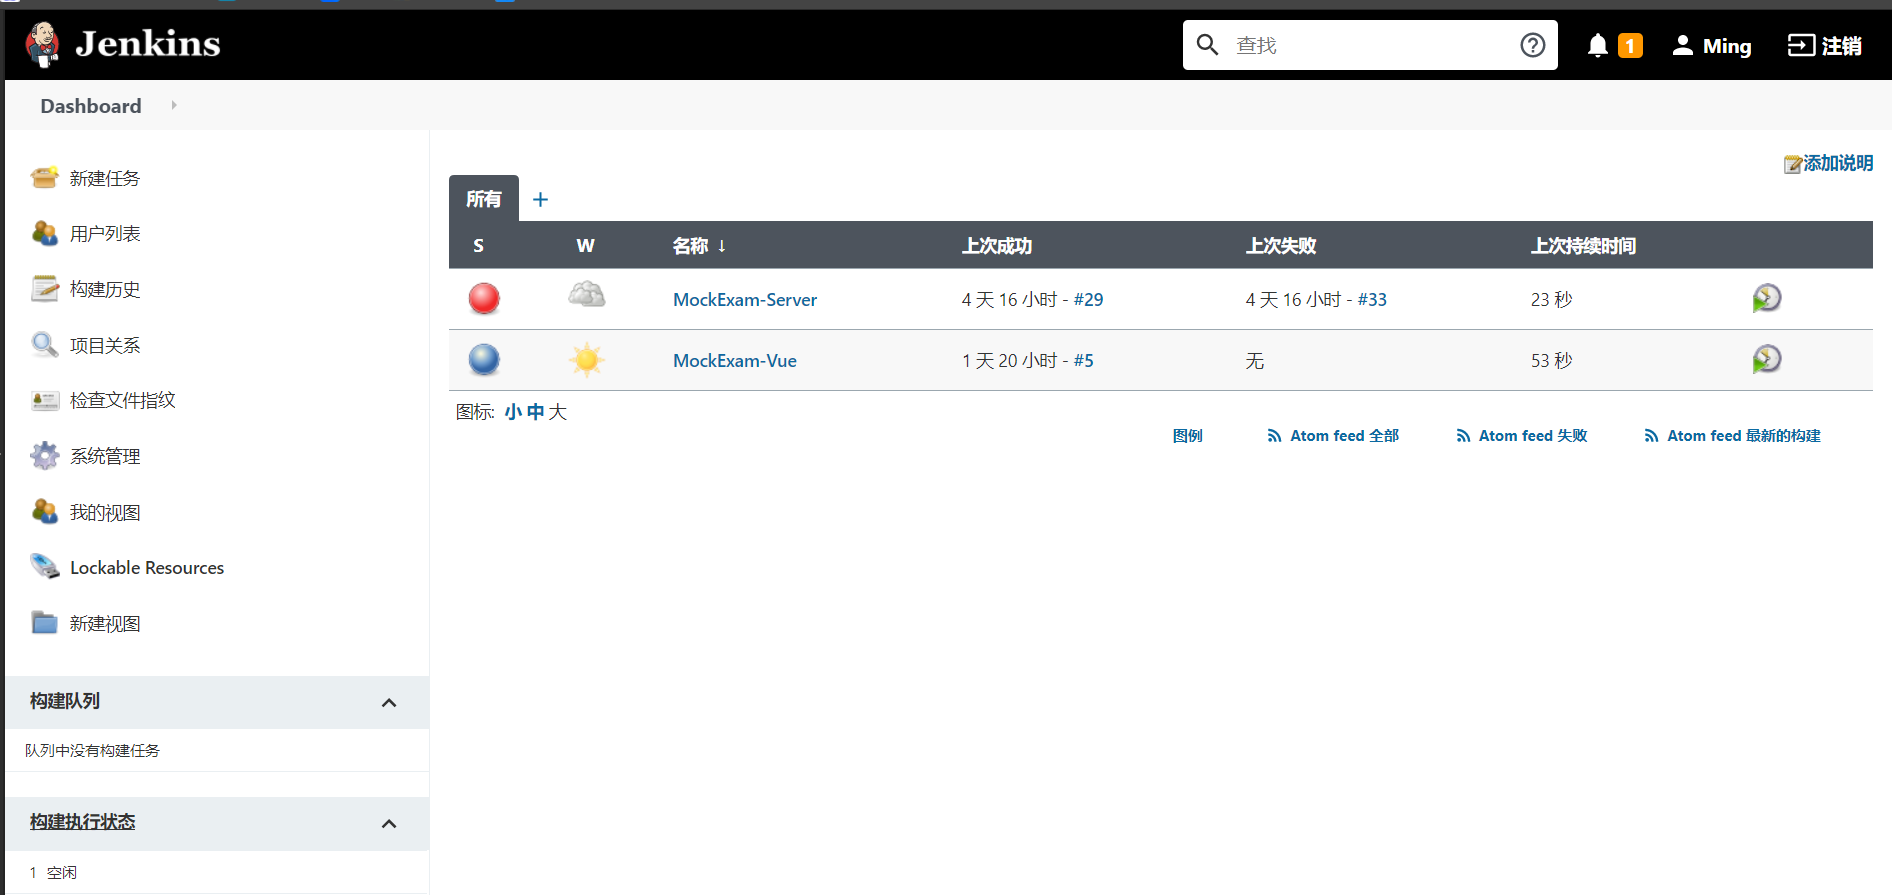 Jenkins
查找
1
Ming
注销
Dashboard
新建任务
用户列表
构建历史
项目关系
检查文件指纹
系统管理
我的视图
Lockable Resources
新建视图
构建队列
队列中没有构建任务
构建执行状态
1 空闲
添加说明
所有 +
S W 名称 ↓ 上次成功 上次失败 上次持续时间
MockExam-Server 4 天 16 小时 - #29 4 天 16 小时 - #33 23 秒
MockExam-Vue 1 天 20 小时 - #5 无 53 秒
图标: 小 中 大
图例 Atom feed 全部 Atom feed 失败 Atom feed 最新的构建